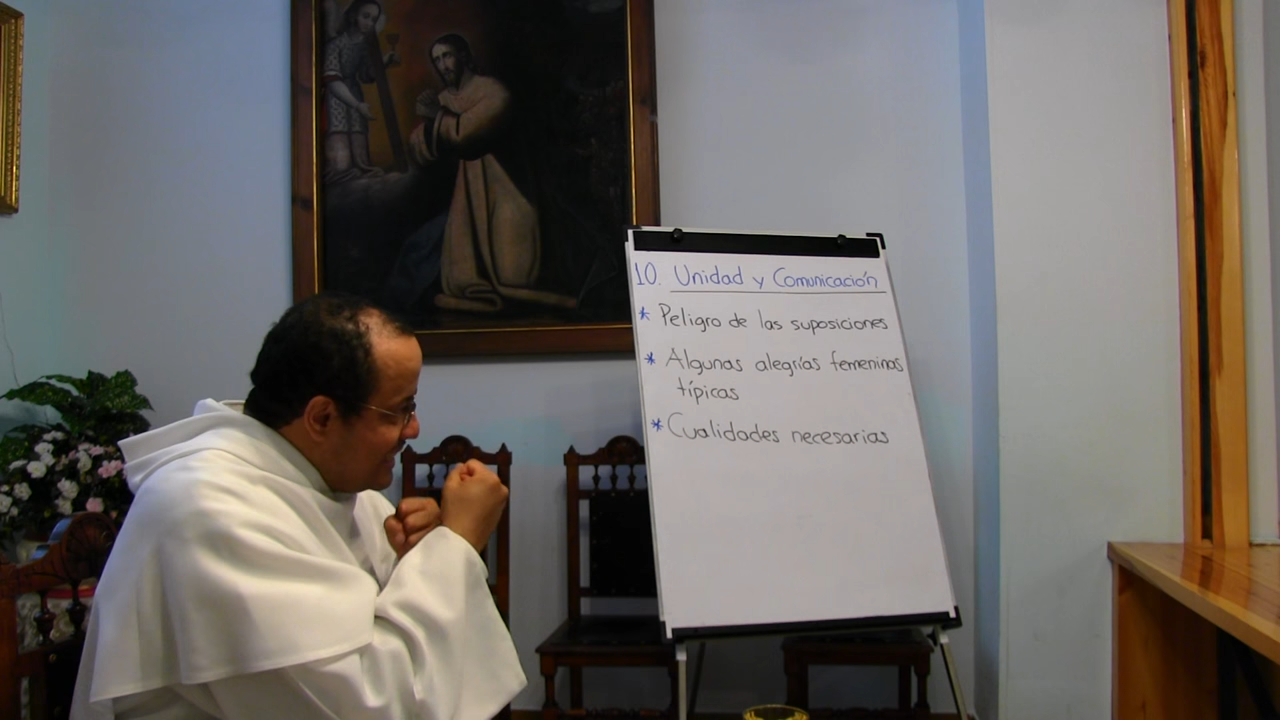 10. Unidad y Comunicación
* Peligro de las suposiciones
* Algunas alegrías femeninas
típicas
* Cualidades necesarias